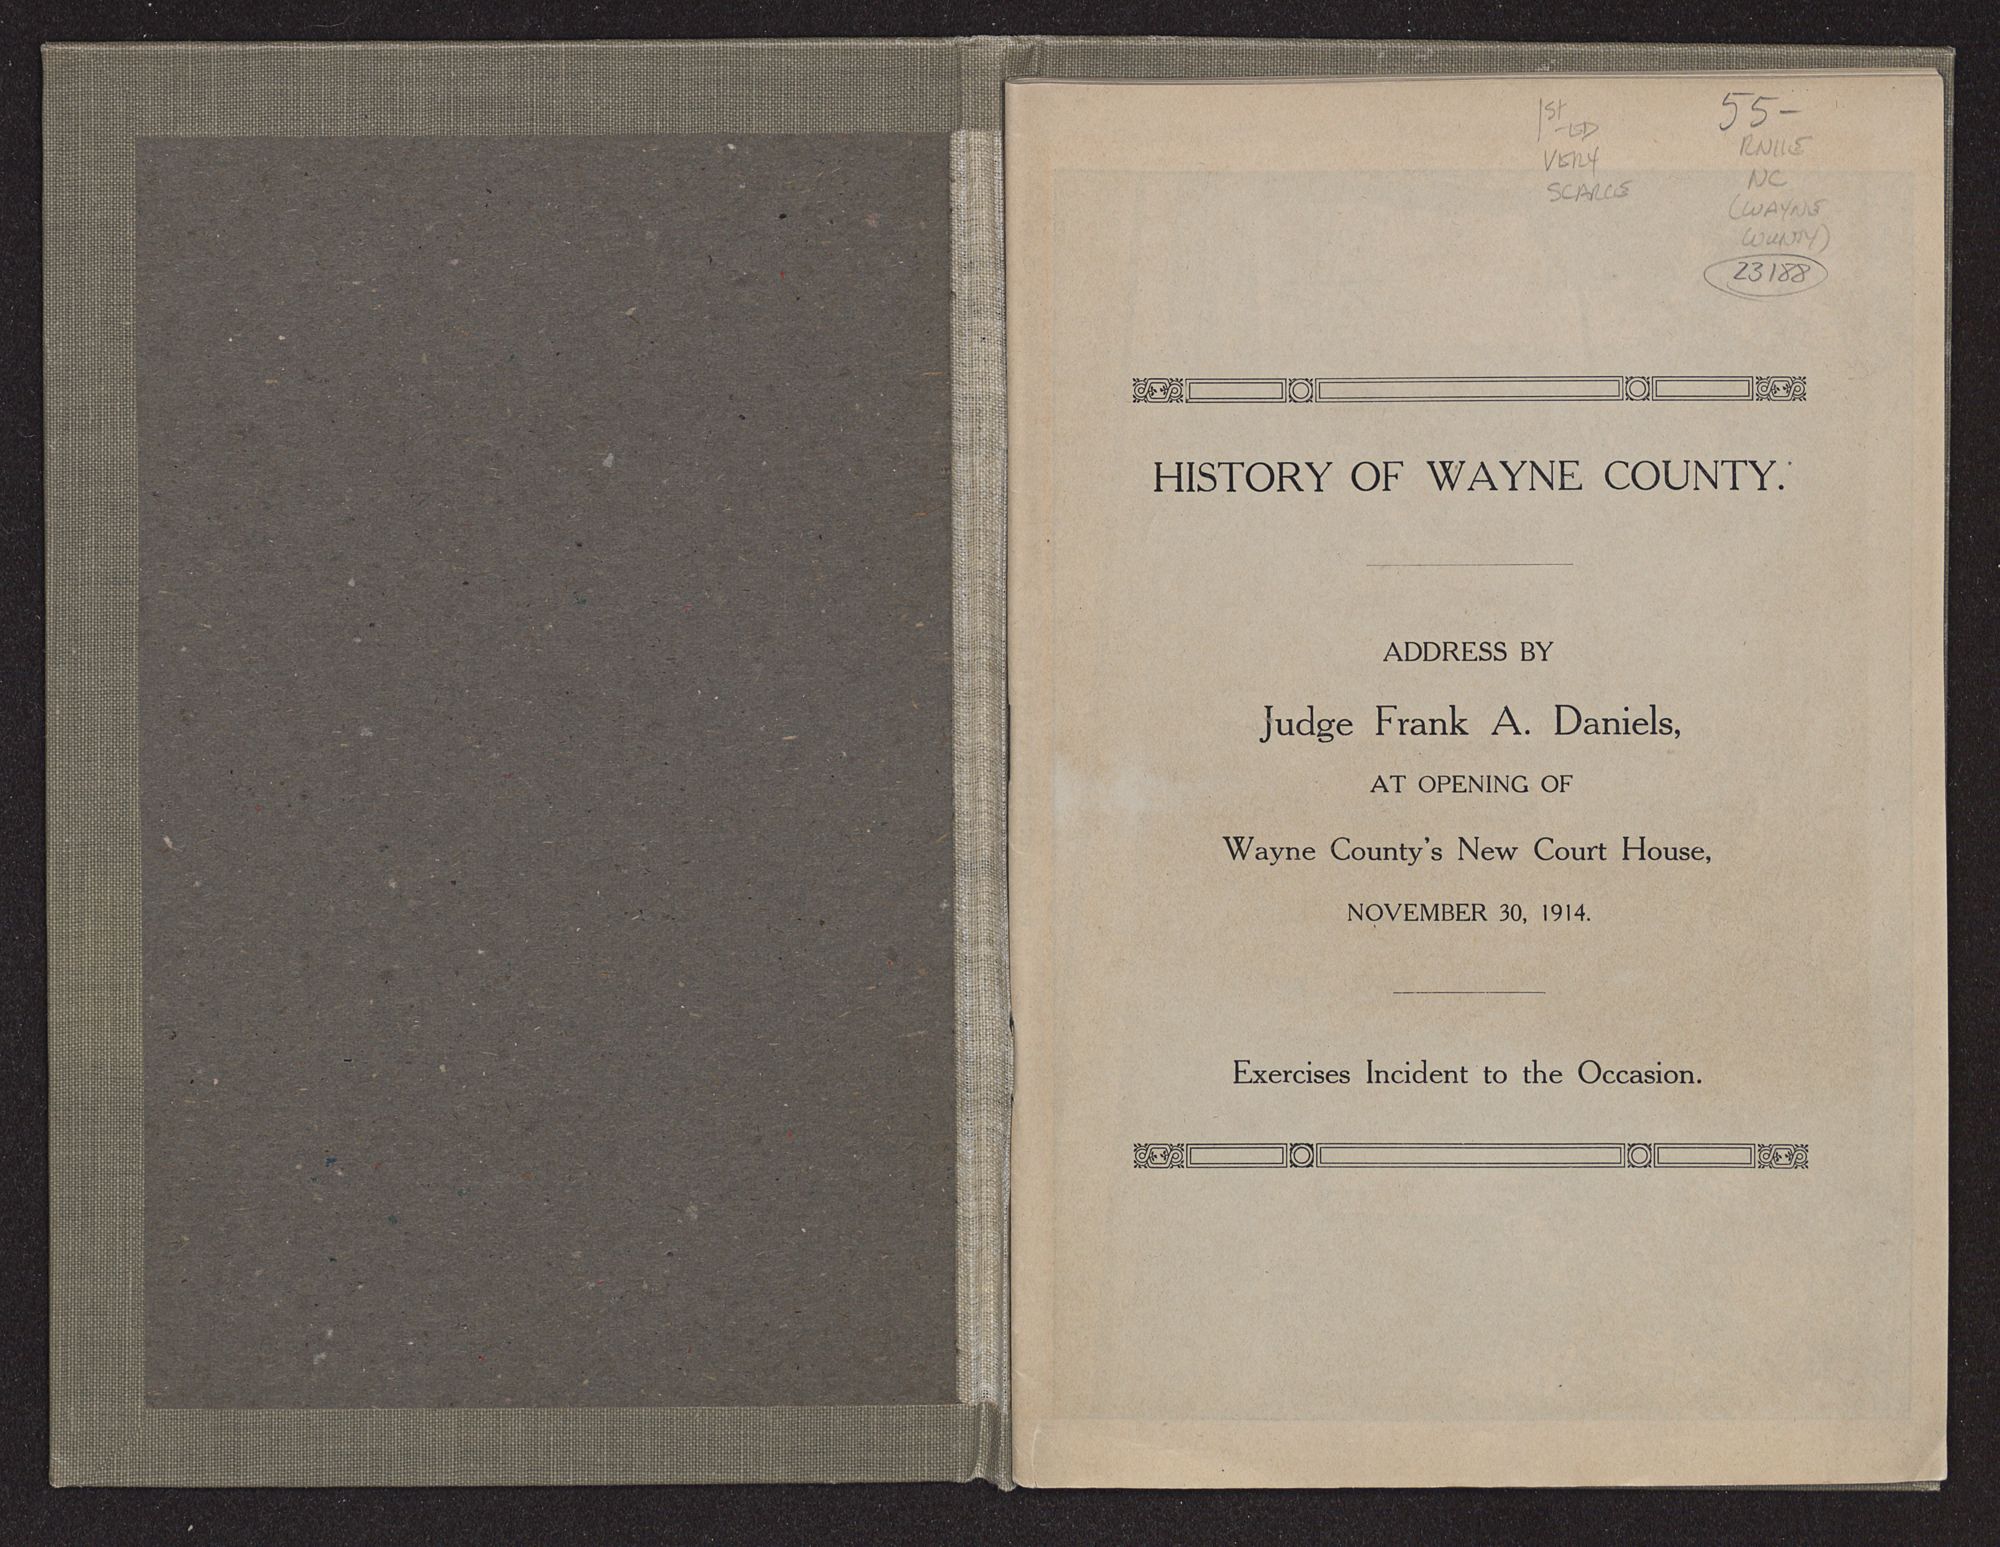 1st
-ED
VERY
SCARCE
55-
NC
(WAYNE
COUNTY)
23188
HISTORY OF WAYNE COUNTY.
ADDRESS BY
Judge Frank A. Daniels,
AT OPENING OF
Wayne County's New Court House,
NOVEMBER 30, 1914.
Exercises Incident to the Occasion.